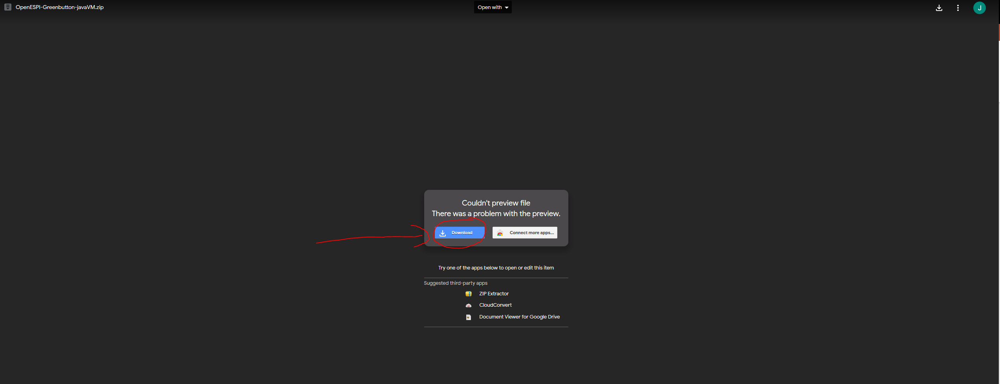 OpenESPI-Greenbutton-javaVM.zip
Open with
J
Couldn't preview file
There was a problem with the preview.
Download
Connect more apps...
Try one of the apps below to open or edit this item
Suggested third-party apps
ZIP Extractor
CloudConvert
Document Viewer for Google Drive